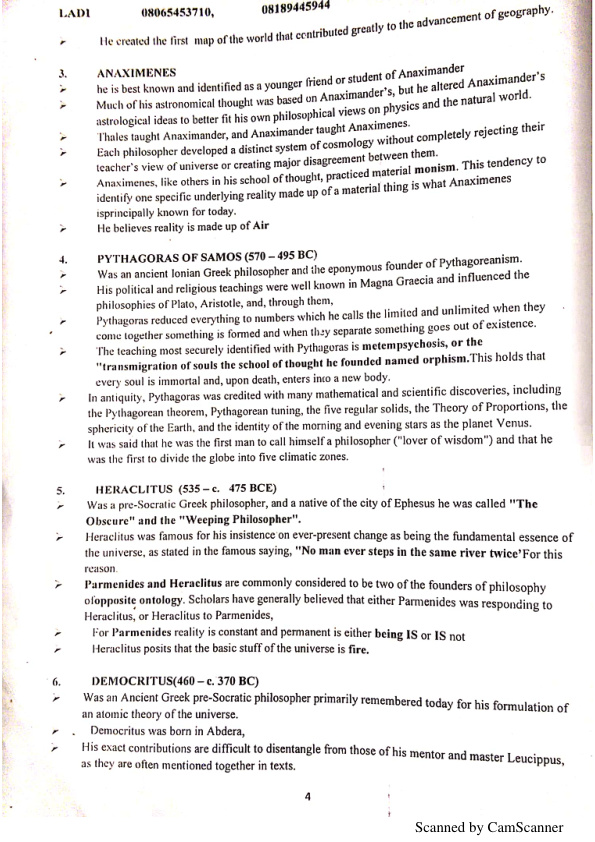 LADI 08065453710, 08189445944
➢ He created the first map of the world that contributed greatly to the advancement of geography.
3. ANAXIMENES
➢ he is best known and identified as a younger friend or student of Anaximander
➢ Much of his astronomical thought was based on Anaximander's, but he altered Anaximander's
astrological ideas to better fit his own philosophical views on physics and the natural world.
➢ Thales taught Anaximander, and Anaximander taught Anaximenes.
➢ Each philosopher developed a distinct system of cosmology without completely rejecting their
teacher's view of universe or creating major disagreement between them.
➢ Anaximenes, like others in his school of thought, practiced material monism. This tendency to
identify one specific underlying reality made up of a material thing is what Anaximenes
isprincipally known for today.
➢ He believes reality is made up of Air
4. PYTHAGORAS OF SAMOS (570 – 495 BC)
➢ Was an ancient Ionian Greek philosopher and the eponymous founder of Pythagoreanism.
➢ His political and religious teachings were well known in Magna Graecia and influenced the
philosophies of Plato, Aristotle, and, through them,
➢ Pythagoras reduced everything to numbers which he calls the limited and unlimited when they
come together something is formed and when they separate something goes out of existence.
➢ The teaching most securely identified with Pythagoras is metempsychosis, or the
"transmigration of souls the school of thought he founded named orphism.This holds that
every soul is immortal and, upon death, enters into a new body.
➢ In antiquity, Pythagoras was credited with many mathematical and scientific discoveries, including
the Pythagorean theorem, Pythagorean tuning, the five regular solids, the Theory of Proportions, the
sphericity of the Earth, and the identity of the morning and evening stars as the planet Venus.
➢ It was said that he was the first man to call himself a philosopher ("lover of wisdom") and that he
was the first to divide the globe into five climatic zones.
5. HERACLITUS (535 – c. 475 BCE)
➢ Was a pre-Socratic Greek philosopher, and a native of the city of Ephesus he was called "The
Obscure" and the "Weeping Philosopher".
➢ Heraclitus was famous for his insistence on ever-present change as being the fundamental essence of
the universe, as stated in the famous saying, "No man ever steps in the same river twice'For this
reason.
➢ Parmenides and Heraclitus are commonly considered to be two of the founders of philosophy
ofopposite ontology. Scholars have generally believed that either Parmenides was responding to
Heraclitus, or Heraclitus to Parmenides,
➢ For Parmenides reality is constant and permanent is either being IS or IS not
➢ Heraclitus posits that the basic stuff of the universe is fire.
6. DEMOCRITUS(460 – c. 370 BC)
➢ Was an Ancient Greek pre-Socratic philosopher primarily remembered today for his formulation of
an atomic theory of the universe.
➢ . Democritus was born in Abdera,
➢ His exact contributions are difficult to disentangle from those of his mentor and master Leucippus,
as they are often mentioned together in texts.
4
Scanned by CamScanner